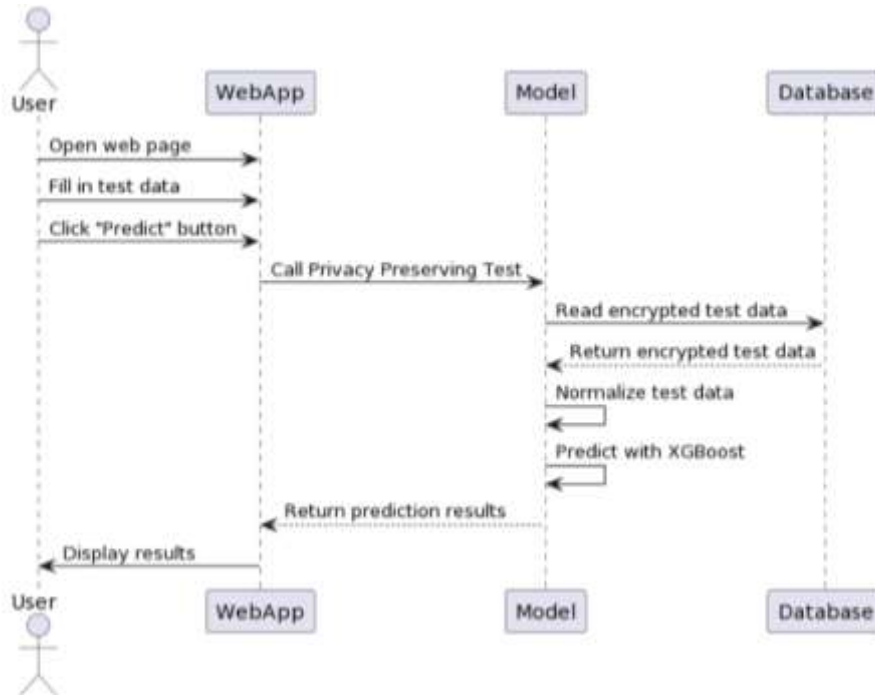 User
WebApp
Model
Database
Open web page
Fill in test data
Click "Predict" button
Call Privacy Preserving Test
Read encrypted test data
Return encrypted test data
Normalize test data
Predict with XGBoost
Return prediction results
Display results
User
WebApp
Model
Database